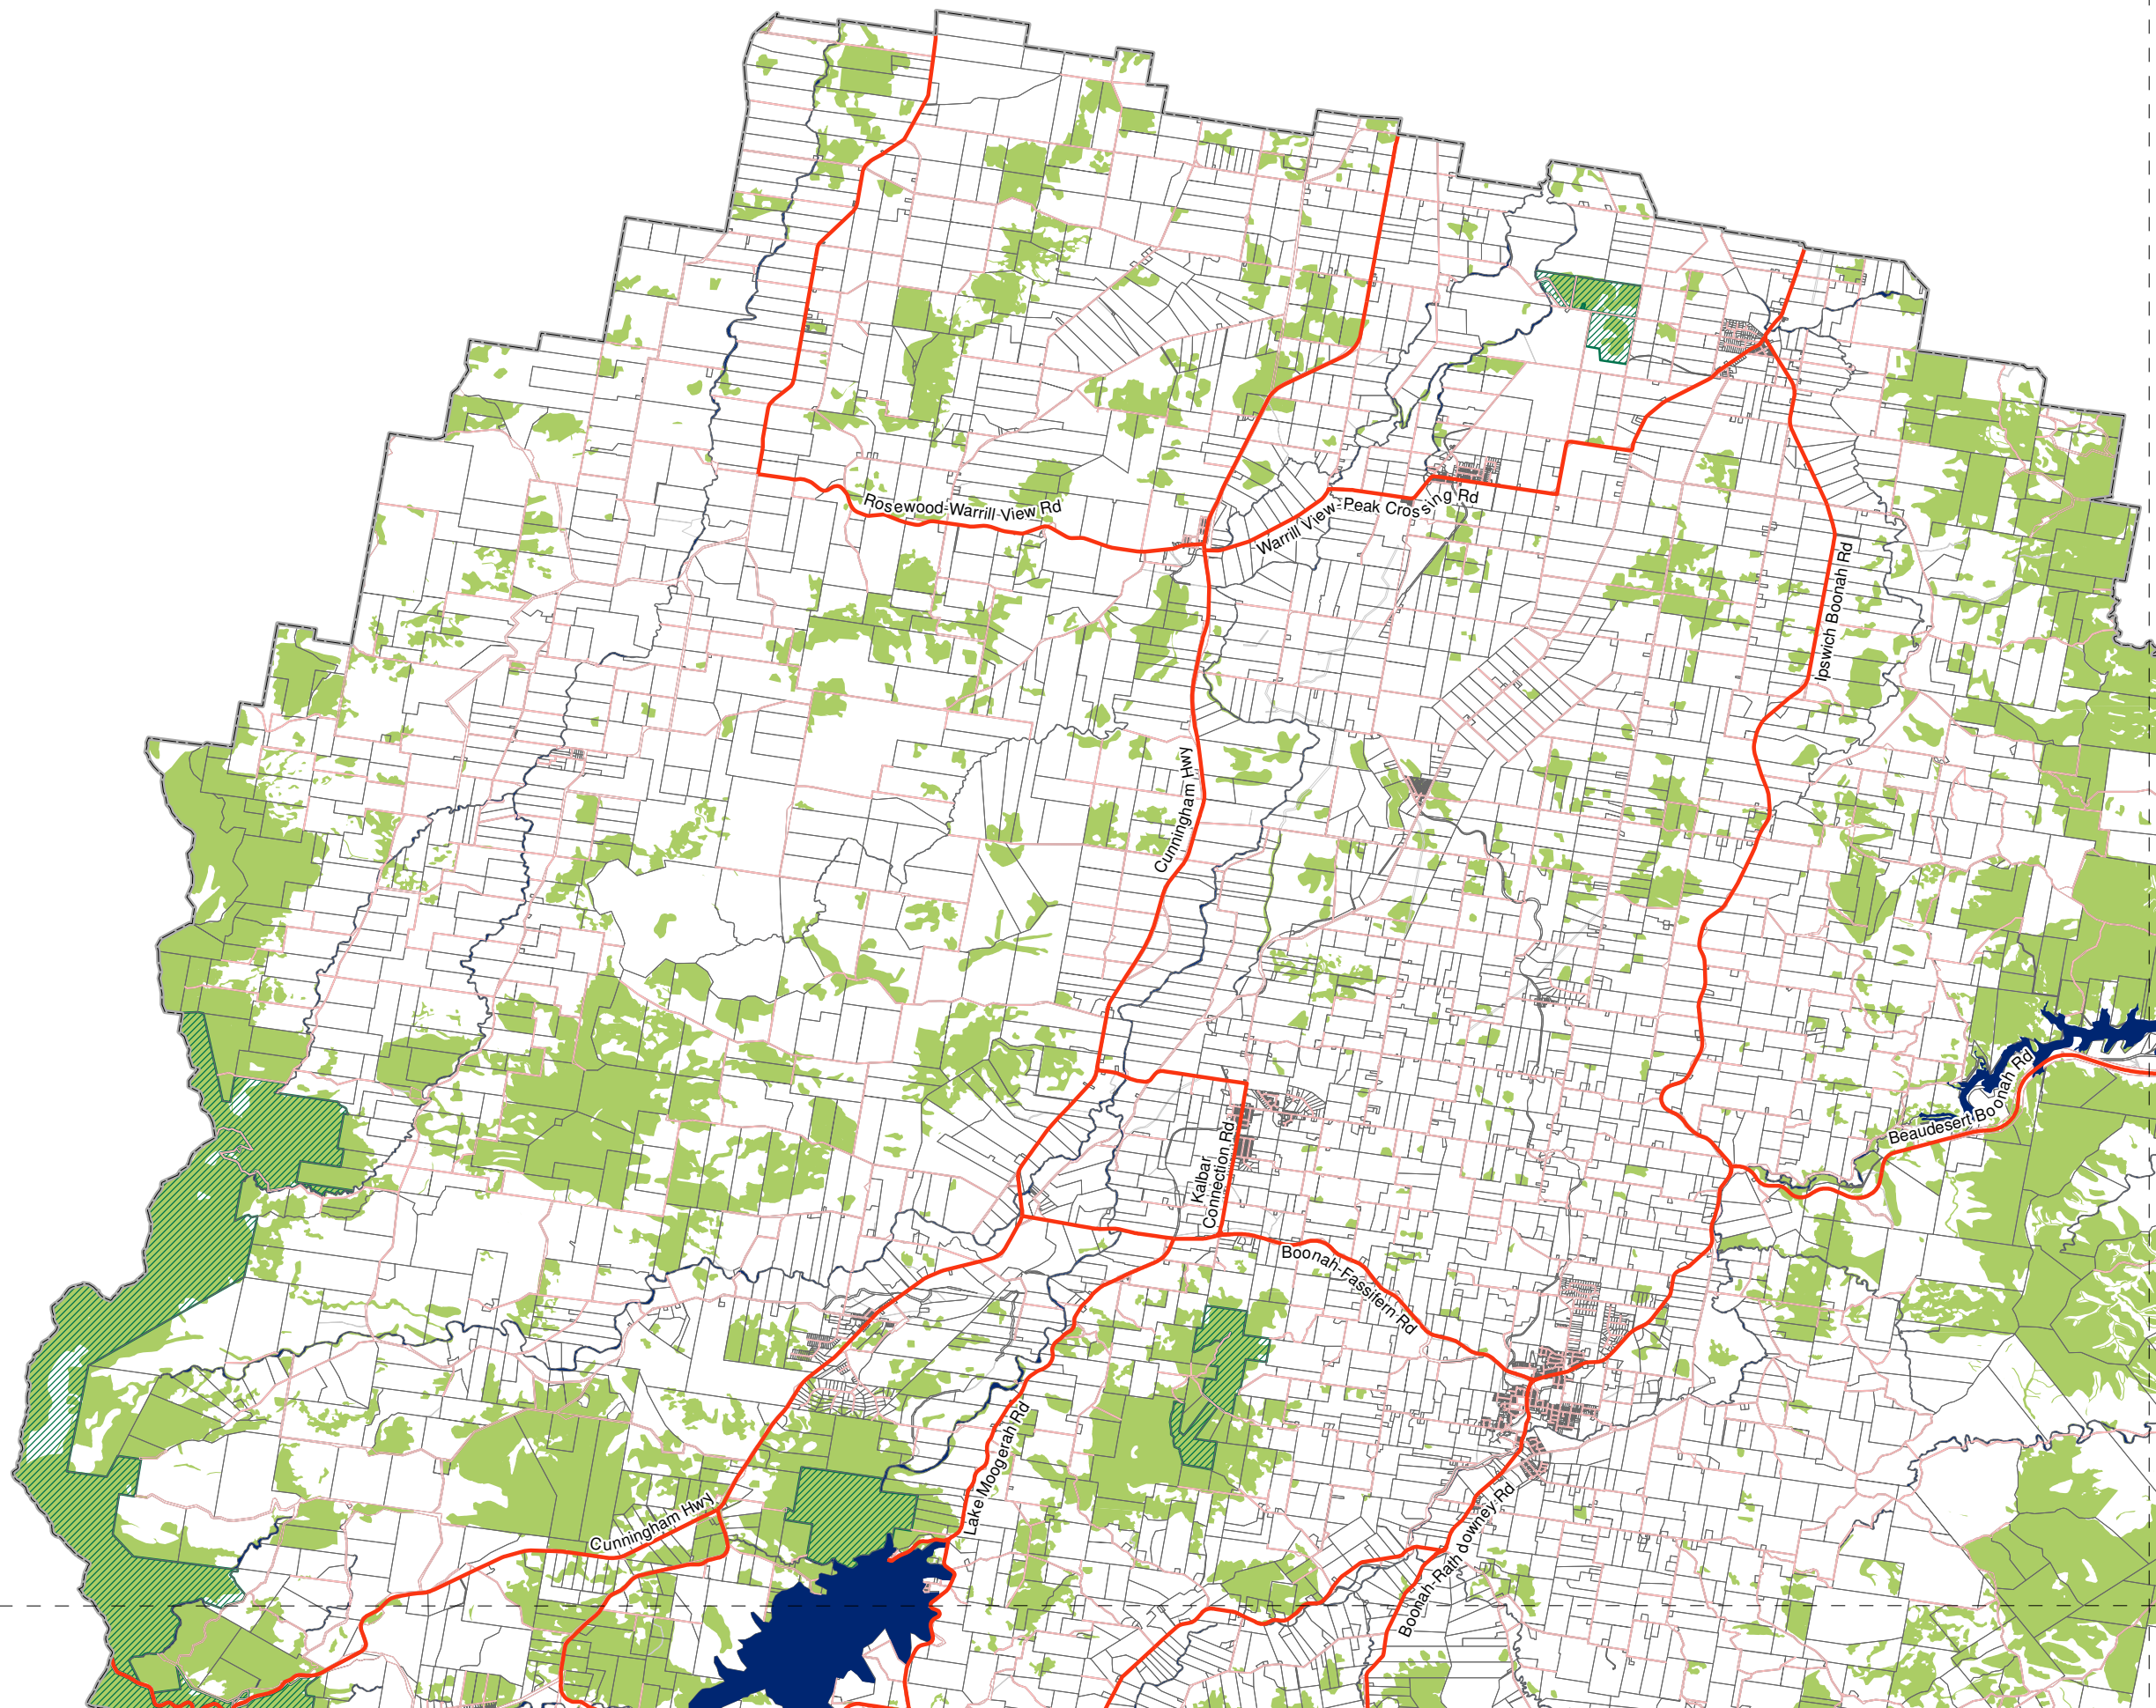 Rosewood-Warrill View Rd
Warrill View-Peak Crossing Rd
Ipswich Boonah Rd
Cunningham Hwy
Beaudesert-Boonah Rd
Kalbar
Connection Rd
Boonah-Fassifern Rd
Lake Moogerah Rd
Cunningham Hwy
Boonah-Rathdowney Rd